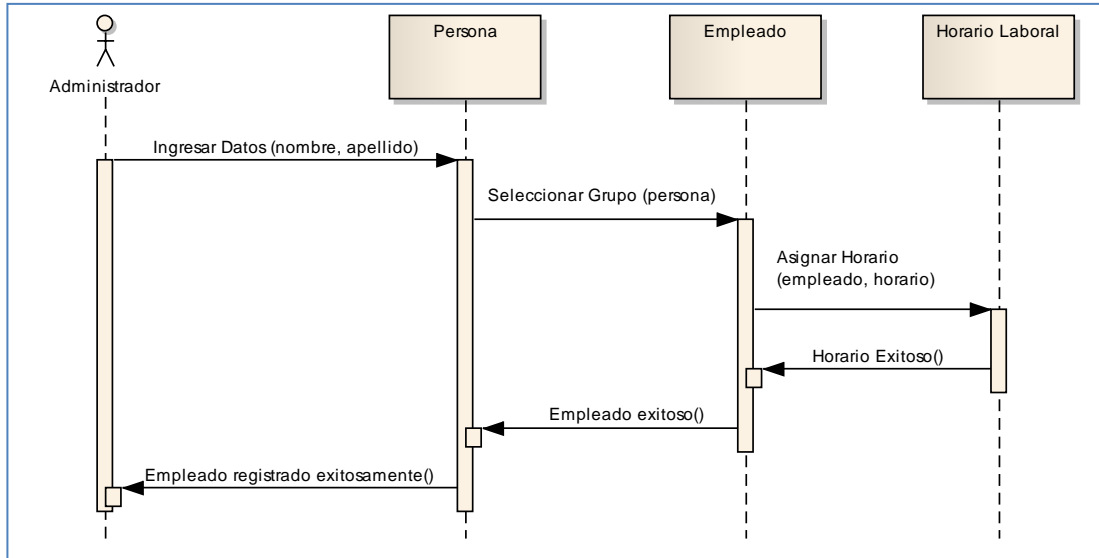 Persona
Empleado
Horario Laboral
Administrador
Ingresar Datos (nombre, apellido)
Seleccionar Grupo (persona)
Asignar Horario
(empleado, horario)
Horario Exitoso()
Empleado exitoso()
Empleado registrado exitosamente()